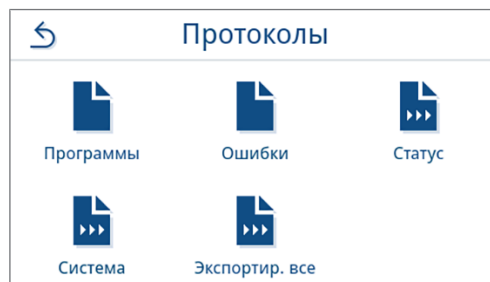 Протоколы
Программы
Ошибки
Статус
Система
Экспортир. все